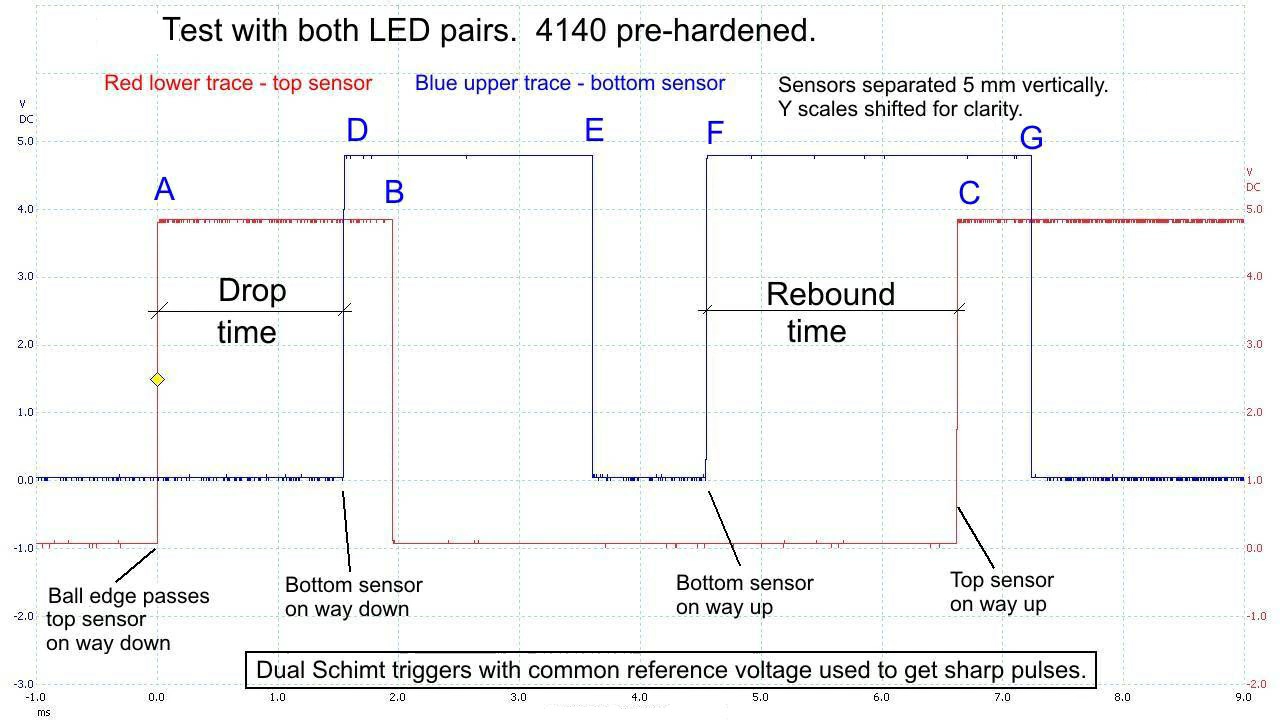 Test with both LED pairs.  4140 pre-hardened.
Red lower trace - top sensor
Blue upper trace - bottom sensor
Sensors separated 5 mm vertically.
Y scales shifted for clarity.
V
DC
5.0
4.0
3.0
2.0
1.0
0.0
-1.0
-2.0
-3.0
V
DC
5.0
4.0
3.0
2.0
1.0
0.0
-1.0
-2.0
D
E
F
G
A
B
C
Drop
time
Rebound
time
Ball edge passes
top sensor
on way down
Bottom sensor
on way down
Bottom sensor
on way up
Top sensor
on way up
Dual Schimt triggers with common reference voltage used to get sharp pulses.
-1.0 0.0 1.0 2.0 3.0 4.0 5.0 6.0 7.0 8.0 9.0
ms